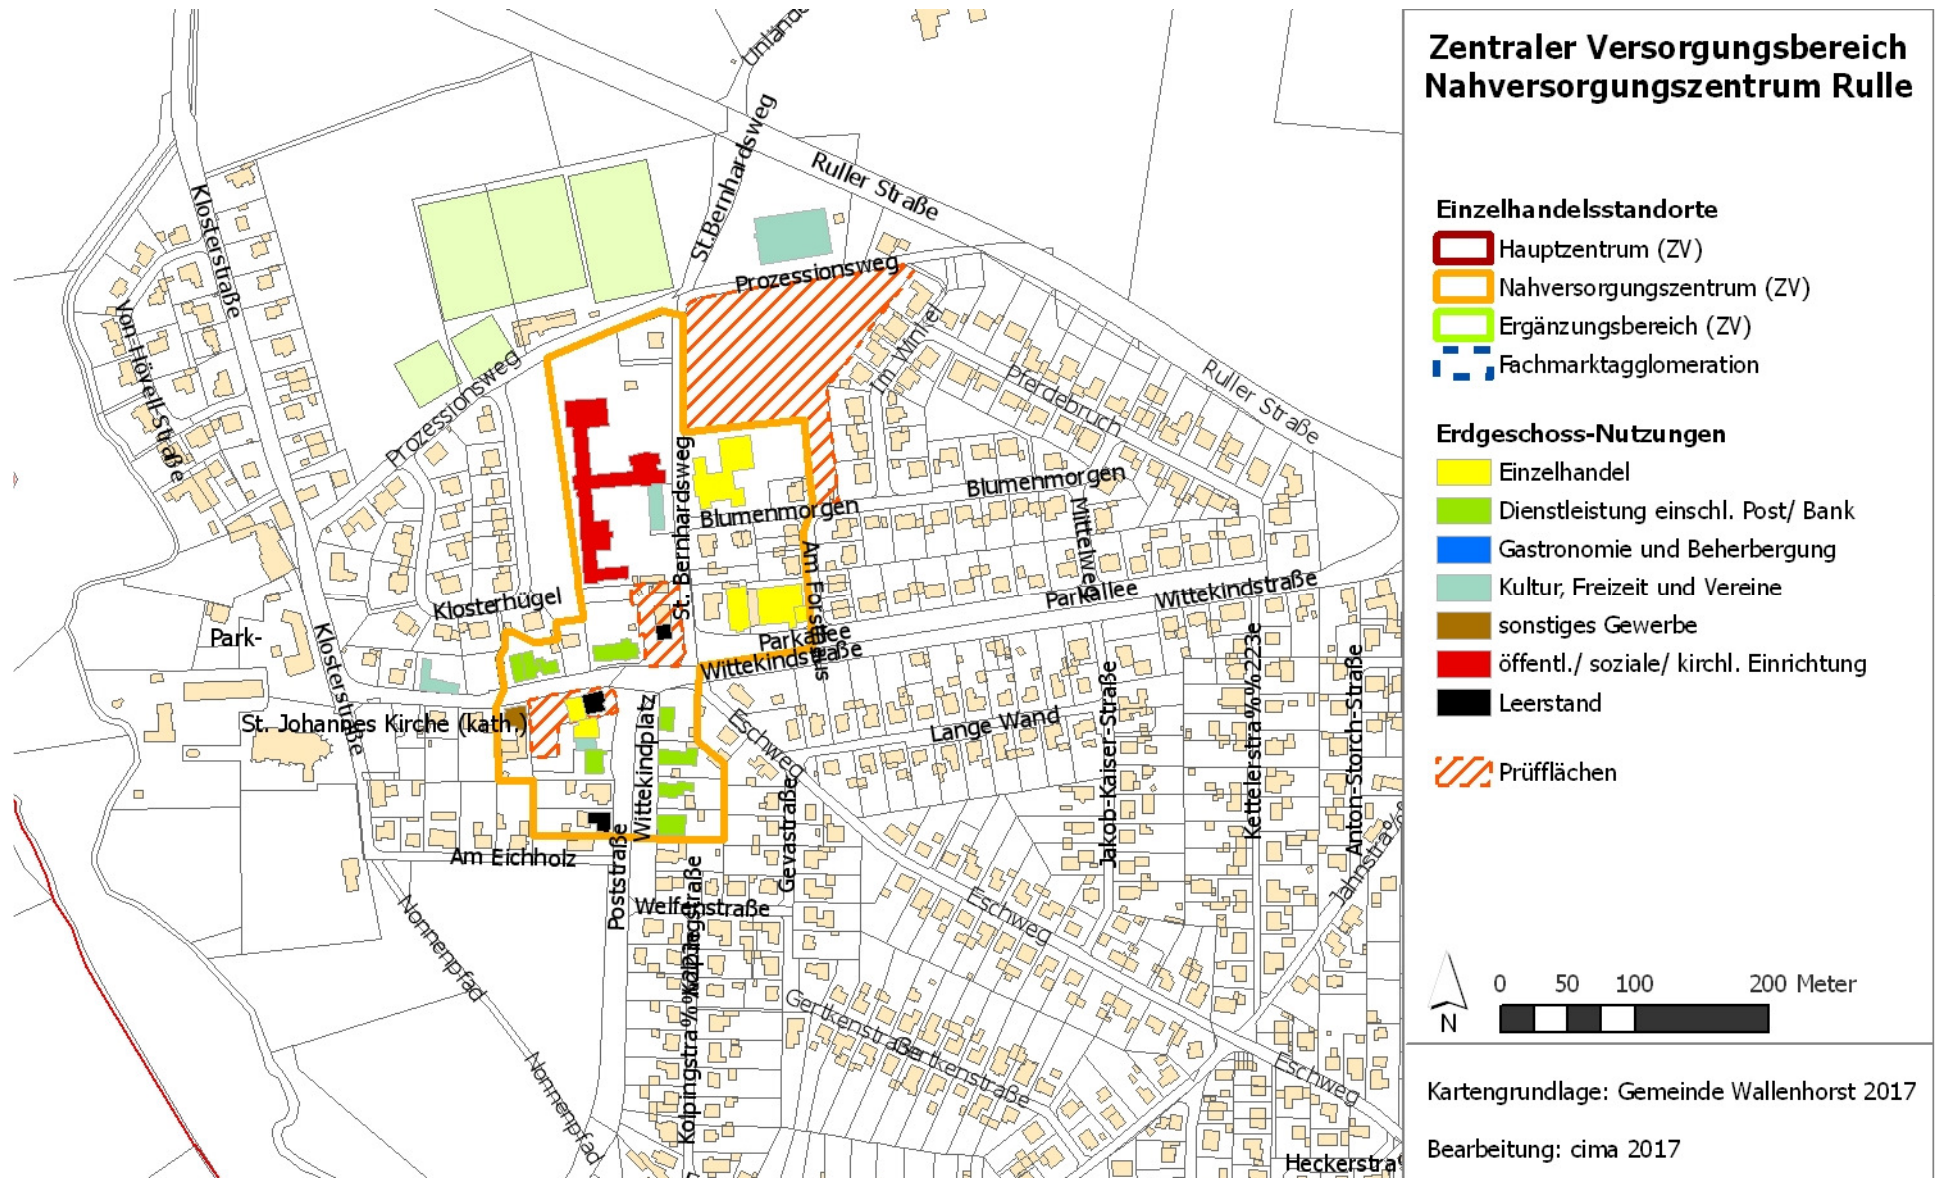 Zentraler Versorgungsbereich
Nahversorgungszentrum Rulle
Einzelhandelsstandorte
Hauptzentrum (ZV)
Nahversorgungszentrum (ZV)
Ergänzungsbereich (ZV)
Fachmarktagglomeration
Erdgeschoss-Nutzungen
Einzelhandel
Dienstleistung einschl. Post/ Bank
Gastronomie und Beherbergung
Kultur, Freizeit und Vereine
sonstiges Gewerbe
öffentl./ soziale/ kirchl. Einrichtung
Leerstand
Prüfflächen
0 50 100 200 Meter
N
Kartengrundlage: Gemeinde Wallenhorst 2017
Bearbeitung: cima 2017
St.Bernhardsweg
Ruller Straße
Klosterstraße
Prozessionsweg
Von-Hövell-Straße
Im Winkel
Pferdebruch
Ruller Straße
Prozessionsweg
St. Bernhardsweg
Blumenmorgen
Blumenmorgen
Mittelweg
Klosterhügel
Parkallee
Wittekindstraße
Park-
Klosterstraße
Parkallee
Wittekindstraße
St. Johannes Kirche (kath.)
Wittekindplatz
Eschweg
Lange Wand
Jakob-Kaiser-Straße
Kettelerstra%%223e
Anton-Storch-Straße
Gevastraße
Am Eichholz
Poststraße
Welfenstraße
Nonnenpfad
Eschweg
Gertkenstraße
Gertkenstraße
Nonnenpfad
Eschweg